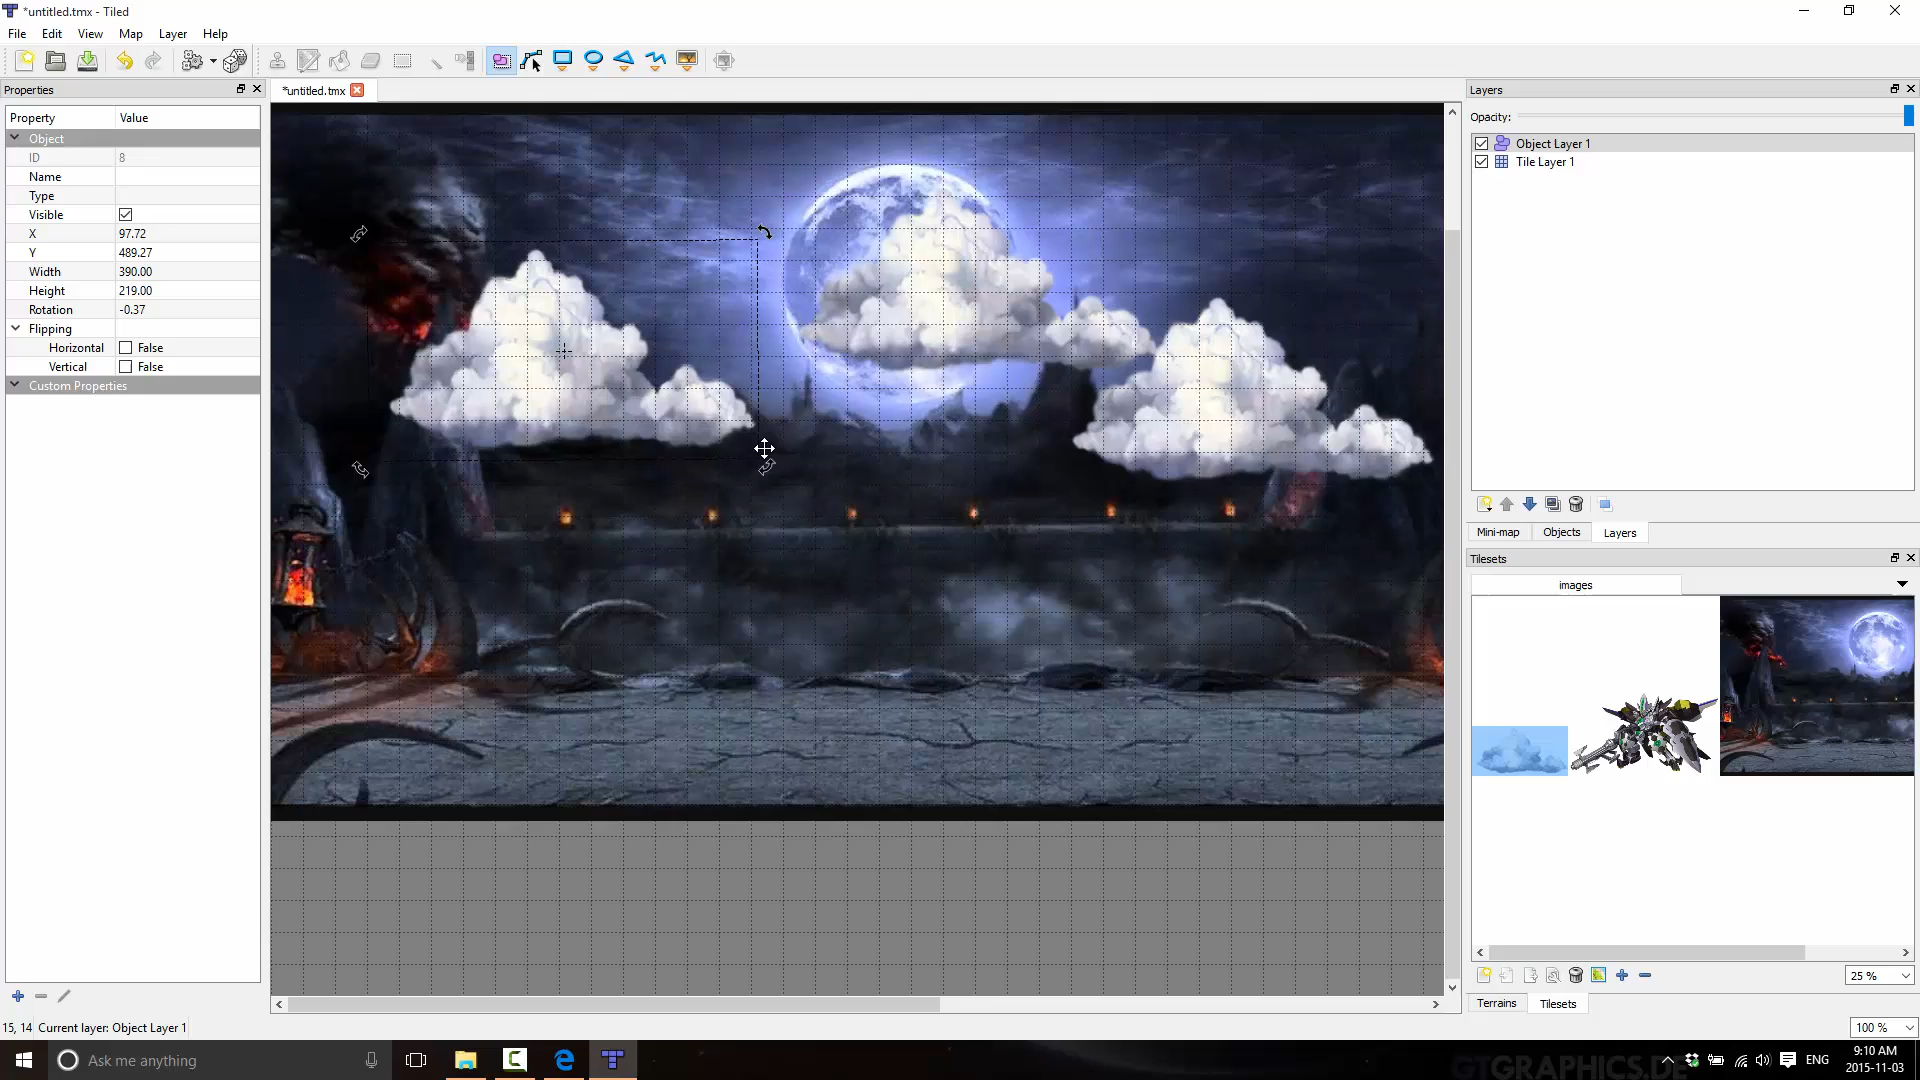 *untitled.tmx - Tiled
File Edit View Map Layer Help
Properties
Property Value
Object
ID 8
Name
Type
Visible
X 97.72
Y 489.27
Width 390.00
Height 219.00
Rotation -0.37
Flipping
Horizontal False
Vertical False
Custom Properties
*untitled.tmx
Layers
Opacity:
Object Layer 1
Tile Layer 1
Mini-map Objects Layers
Tilesets
images
25 %
Terrains Tilesets
15, 14 Current layer: Object Layer 1
100 %
Ask me anything
GTGRAPHICS.DE
ENG
9:10 AM
2015-11-03